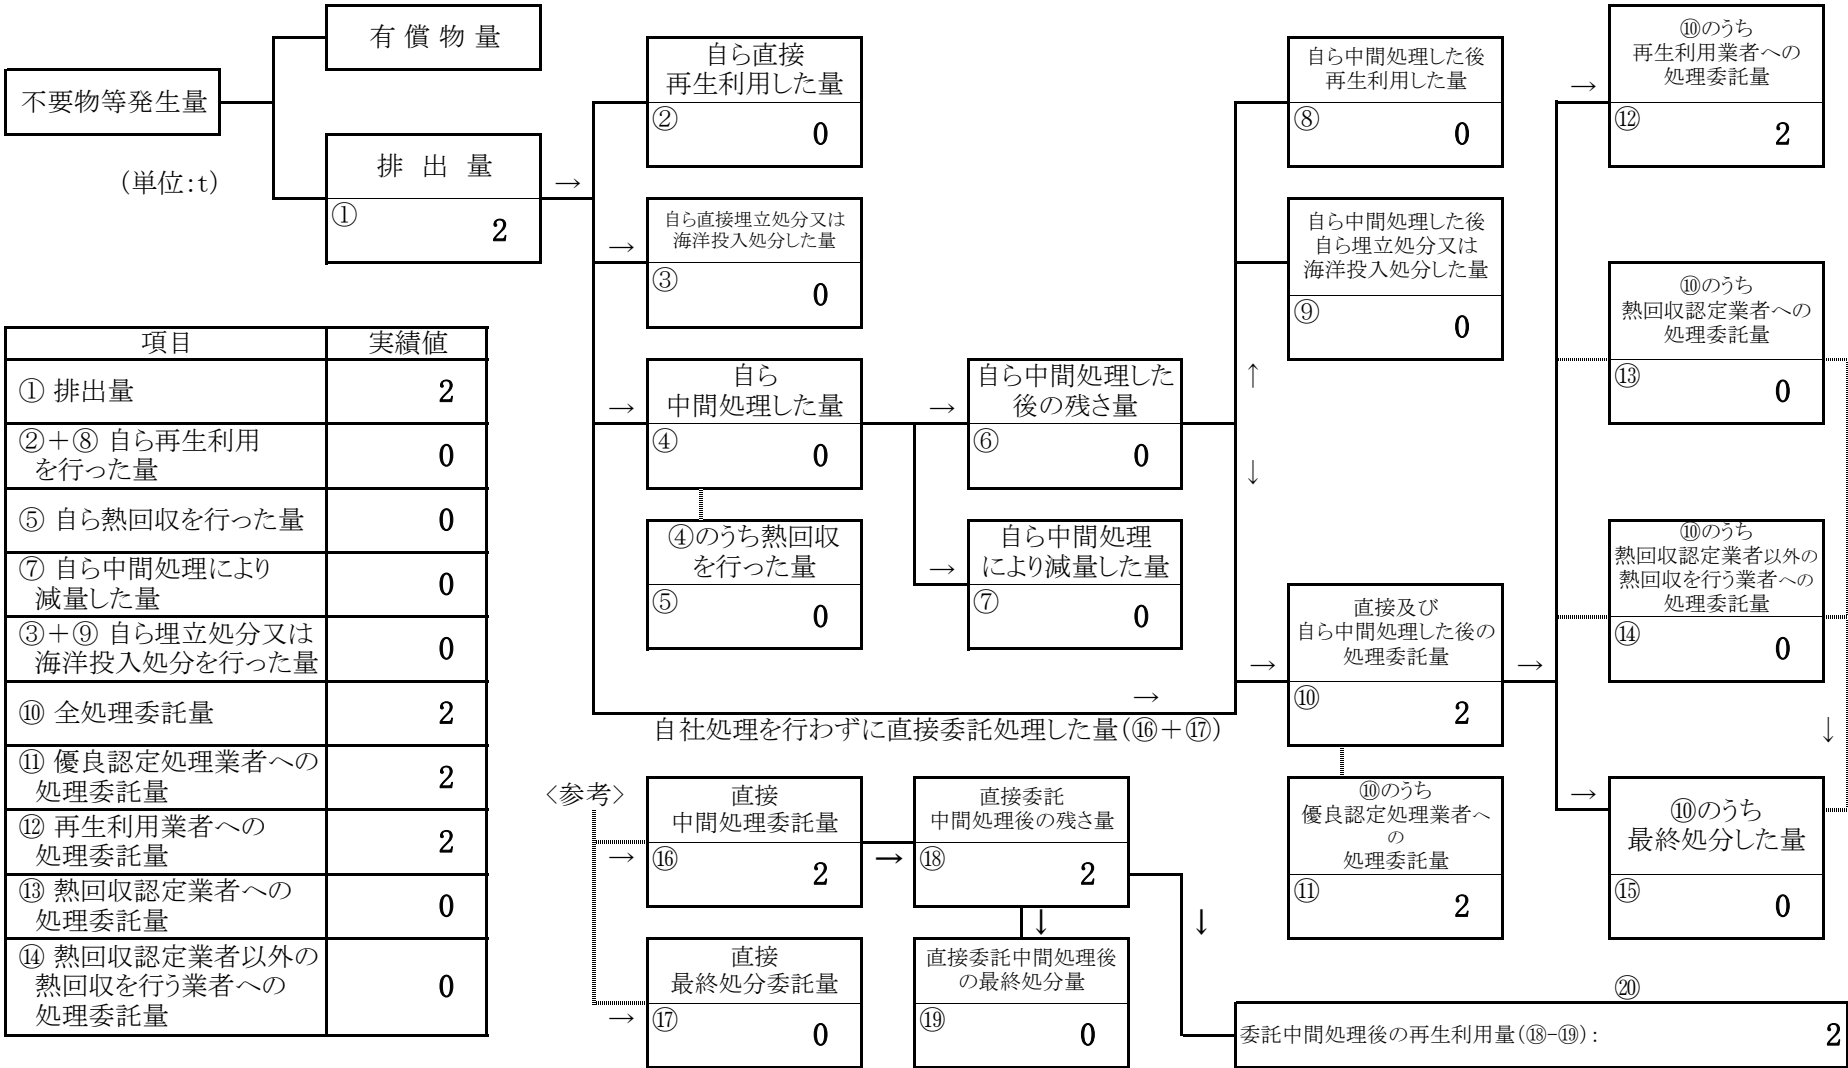 有 償 物 量
不要物等発生量
(単位:t)
排 出 量
①
2
→
自ら直接
再生利用した量
②
0
→
自ら直接埋立処分又は
海洋投入処分した量
③
0
→
自ら
中間処理した量
④
0
④のうち熱回収
を行った量
⑤
0
→
自ら中間処理した
後の残さ量
⑥
0
→
自ら中間処理
により減量した量
⑦
0
自ら中間処理した後
再生利用した量
⑧
0
自ら中間処理した後
自ら埋立処分又は
海洋投入処分した量
⑨
0
↑
↓
→
自社処理を行わずに直接委託処理した量(⑯+⑰)
→
直接及び
自ら中間処理した後の
処理委託量
⑩
2
⑩のうち
優良認定処理業者へ
の
処理委託量
⑪
2
→
→
⑩のうち
再生利用業者への
処理委託量
⑫
2
⑩のうち
熱回収認定業者への
処理委託量
⑬
0
⑩のうち
熱回収認定業者以外の
熱回収を行う業者への
処理委託量
⑭
0
↓
→
⑩のうち
最終処分した量
⑮
0
項目 実績値
① 排出量 2
②+⑧ 自ら再生利用
を行った量 0
⑤ 自ら熱回収を行った量 0
⑦ 自ら中間処理により
減量した量 0
③+⑨ 自ら埋立処分又は
海洋投入処分を行った量 0
⑩ 全処理委託量 2
⑪ 優良認定処理業者への
処理委託量 2
⑫ 再生利用業者への
処理委託量 2
⑬ 熱回収認定業者への
処理委託量 0
⑭ 熱回収認定業者以外の
熱回収を行う業者への
処理委託量 0
<参考>
→
直接
中間処理委託量
⑯
2
→
直接委託
中間処理後の残さ量
⑱
2
↓
↓
→
直接
最終処分委託量
⑰
0
直接委託中間処理後
の最終処分量
⑲
0
⑳
委託中間処理後の再生利用量(⑱-⑲): 2